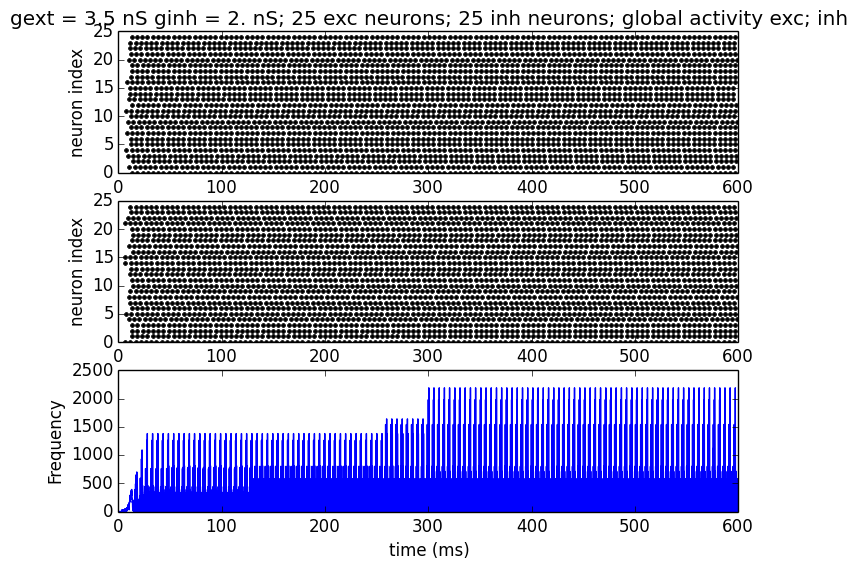 gext = 3.5 nS ginh = 2. nS; 25 exc neurons; 25 inh neurons; global activity exc; inh
25
20
15
10
5
0
neuron index
0 100 200 300 400 500 600
25
20
15
10
5
0
neuron index
0 100 200 300 400 500 600
2500
2000
1500
1000
500
0
Frequency
0 100 200 300 400 500 600
time (ms)